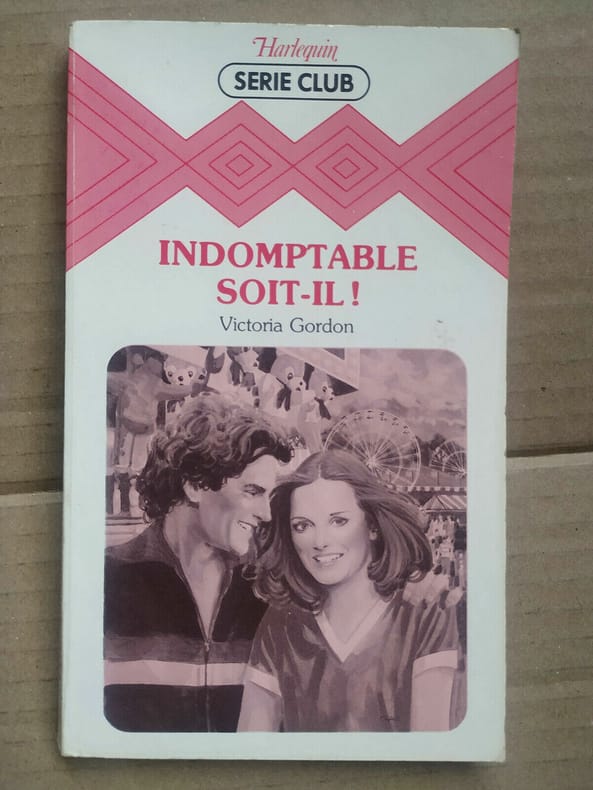 Harlequin
SERIE CLUB
INDOMPTABLE
SOIT-IL !
Victoria Gordon